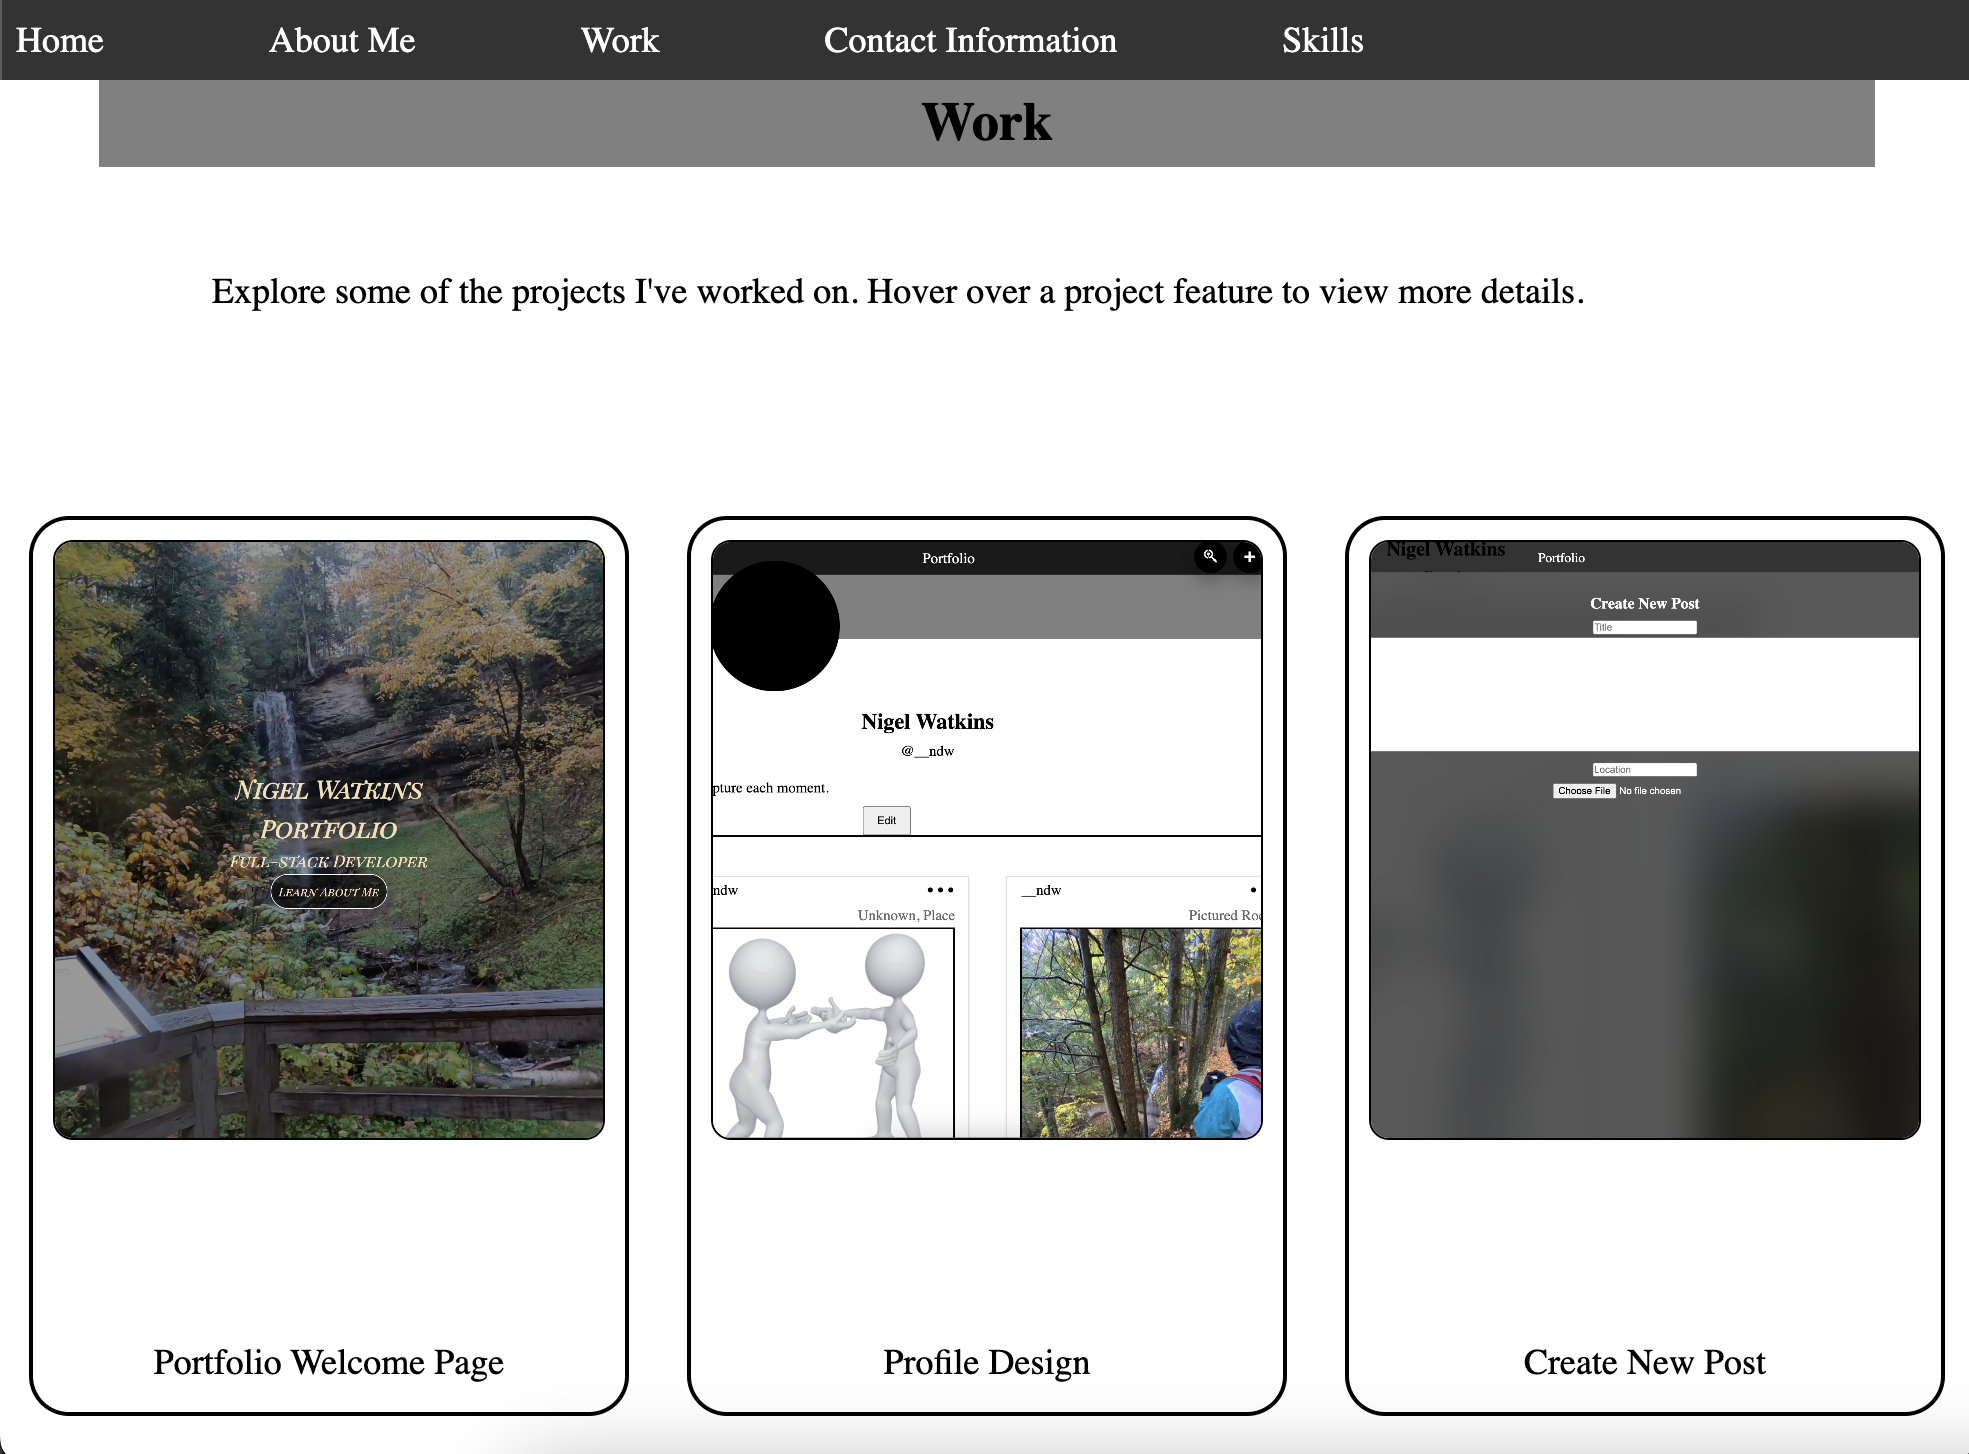 Home About Me Work Contact Information Skills
Work
Explore some of the projects I've worked on. Hover over a project feature to view more details.
Nigel Watkins
Portfolio
Full-stack Developer
Learn About Me
Portfolio Welcome Page
Portfolio
Nigel Watkins
@__ndw
pture each moment.
Edit
ndw
Unknown, Place
__ndw
Pictured Roc
Profile Design
Nigel Watkins
Portfolio
Create New Post
Title
Location
Choose File No file chosen
Create New Post